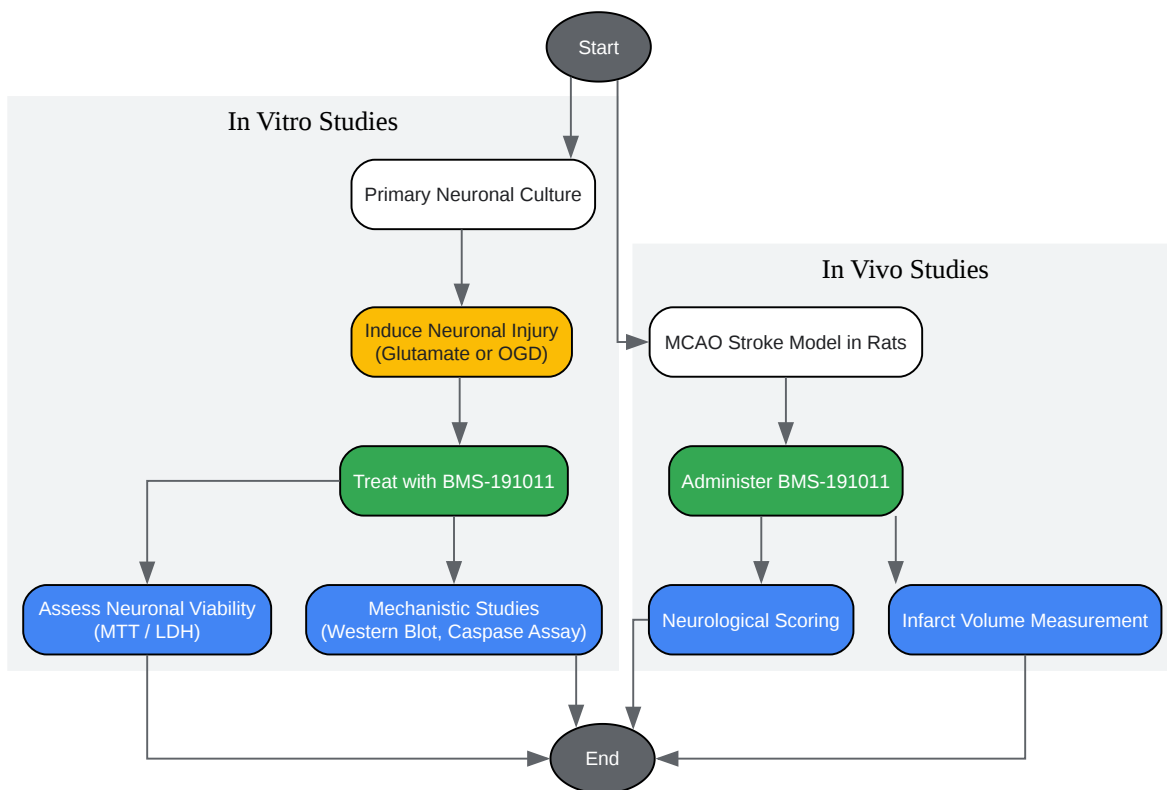 Start
In Vitro Studies
Primary Neuronal Culture
In Vivo Studies
Induce Neuronal Injury
(Glutamate or OGD)
MCAO Stroke Model in Rats
Treat with BMS-191011
Administer BMS-191011
Assess Neuronal Viability
(MTT / LDH)
Mechanistic Studies
(Western Blot, Caspase Assay)
Neurological Scoring
Infarct Volume Measurement
End